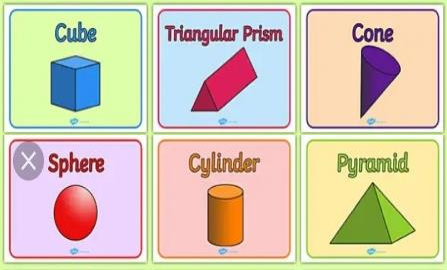 Cube
Triangular Prism
Cone
Sphere
Cylinder
Pyramid